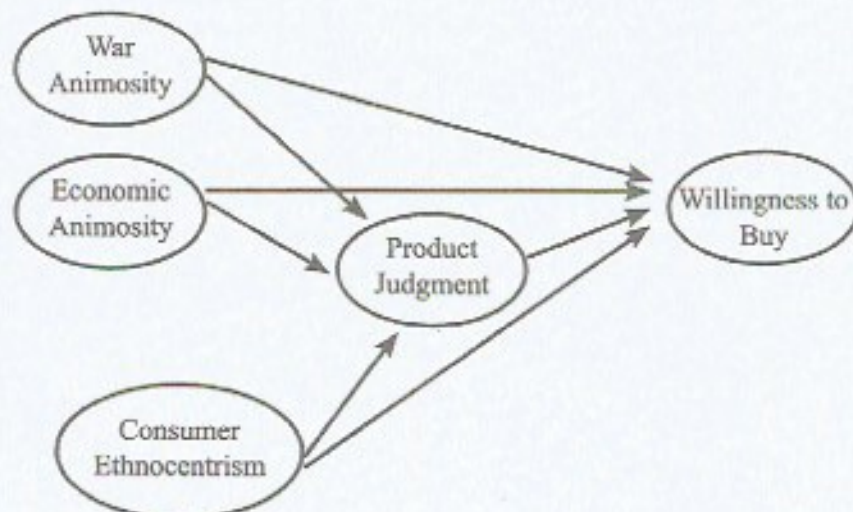 War
Animosity
Economic
Animosity
Willingness to
Buy
Product
Judgment
Consumer
Ethnocentrism